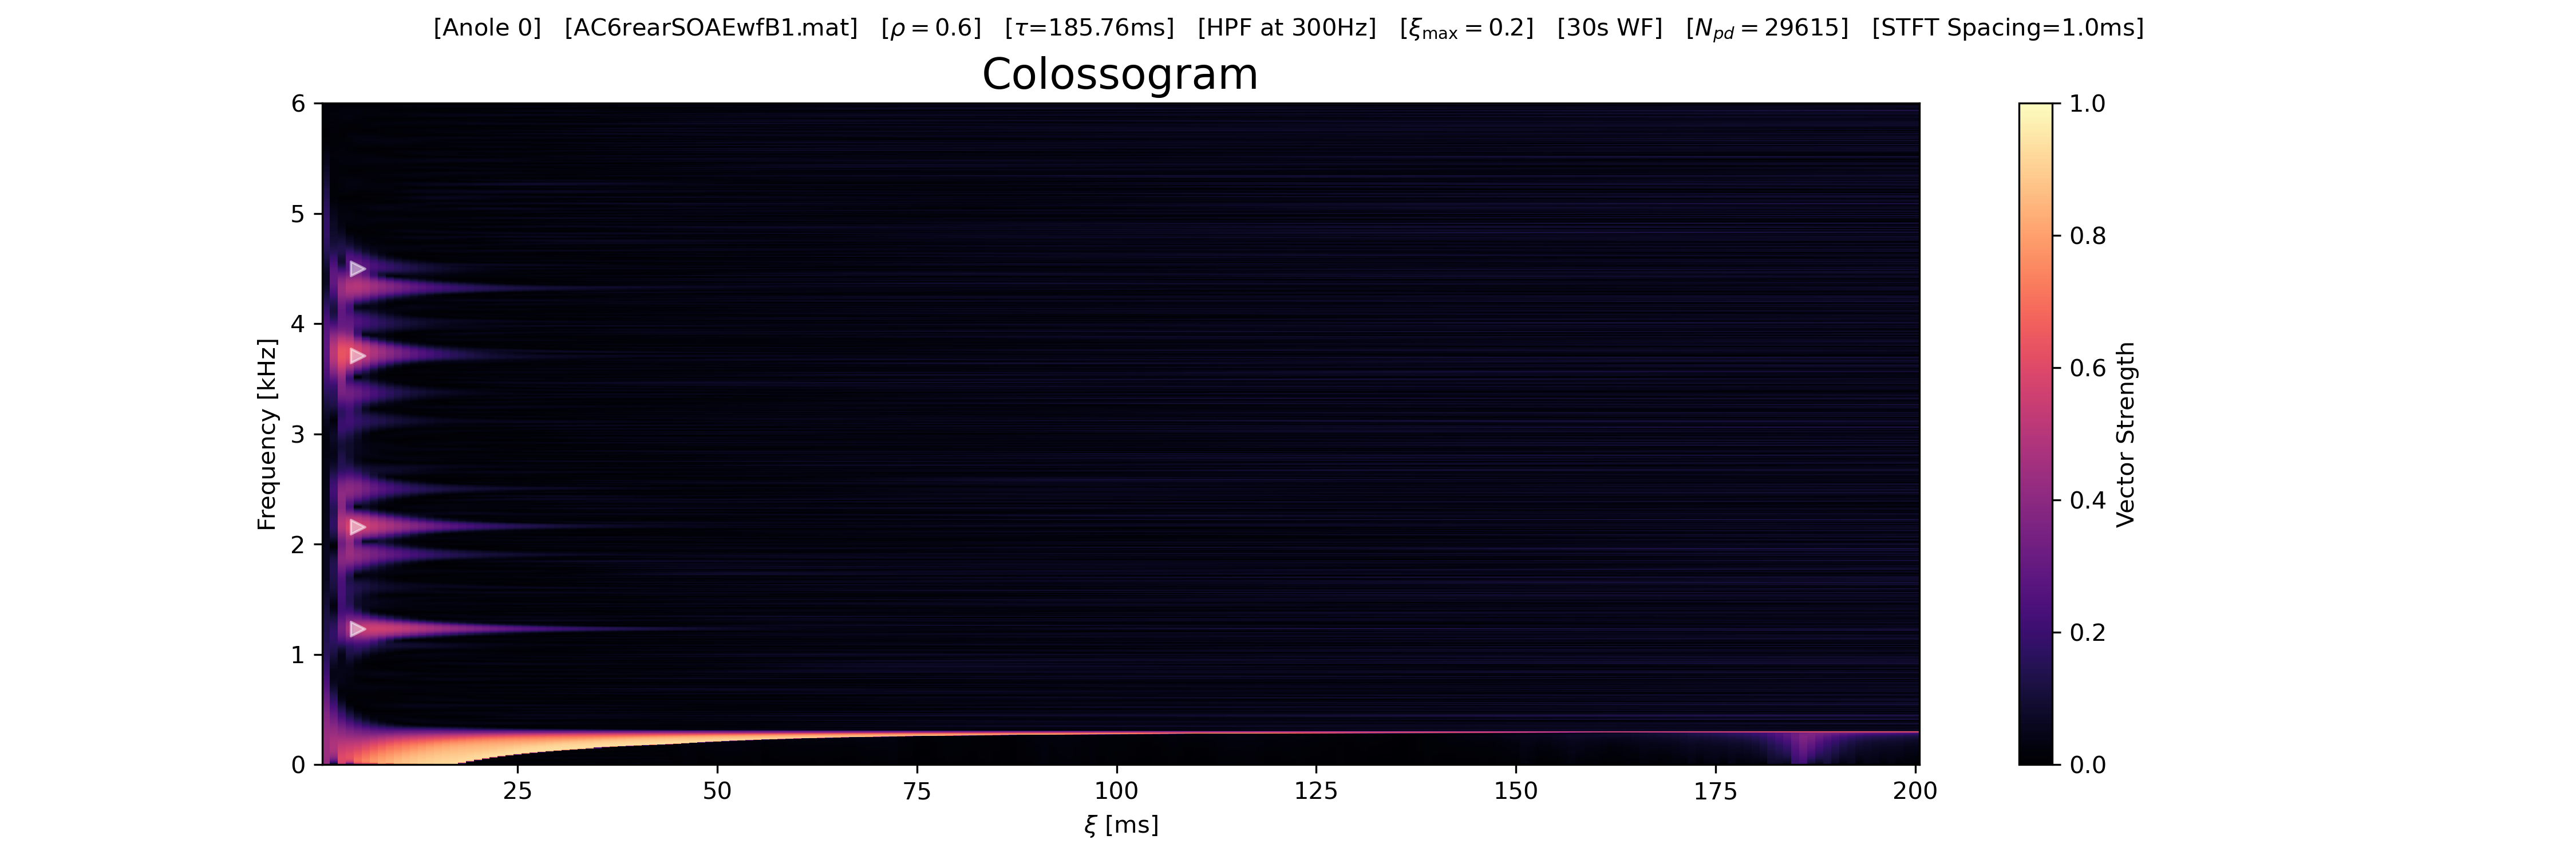 [Anole 0] [AC6rearSOAEwfB1.mat] [ρ = 0.6] [τ=185.76ms] [HPF at 300Hz] [ξmax = 0.2] [30s WF] [Npd = 29615] [STFT Spacing=1.0ms]
Colossogram
6
5
4
3
2
1
0
Frequency [kHz]
25 50 75 100 125 150 175 200
ξ [ms]
1.0
0.8
0.6
0.4
0.2
0.0
Vector Strength